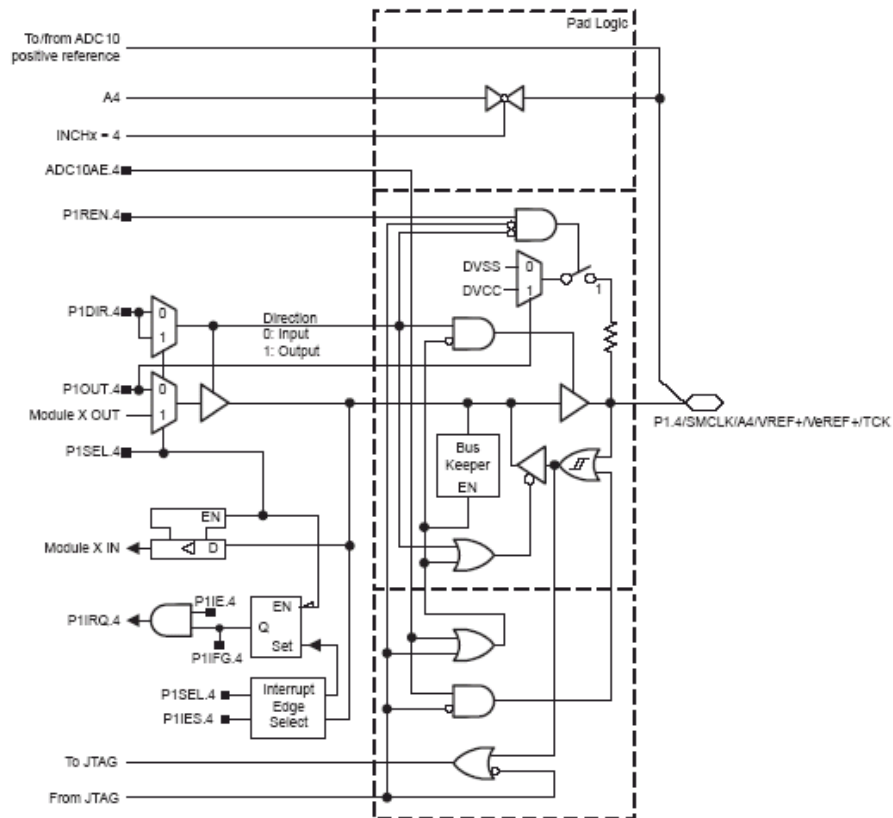 Pad Logic
To/from ADC10
positive reference
A4
INCHx = 4
ADC10AE.4
P1REN.4
DVSS
0
DVCC
1
1
P1DIR.4
0
1
Direction
0: Input
1: Output
P1OUT.4
0
Module X OUT
1
P1.4/SMCLK/A4/VREF+/VeREF+/TCK
P1SEL.4
Bus
Keeper
EN
EN
Module X IN
D
P1IE.4
P1IRQ.4
EN
Q
Set
P1IFG.4
P1SEL.4
P1IES.4
Interrupt
Edge
Select
To JTAG
From JTAG